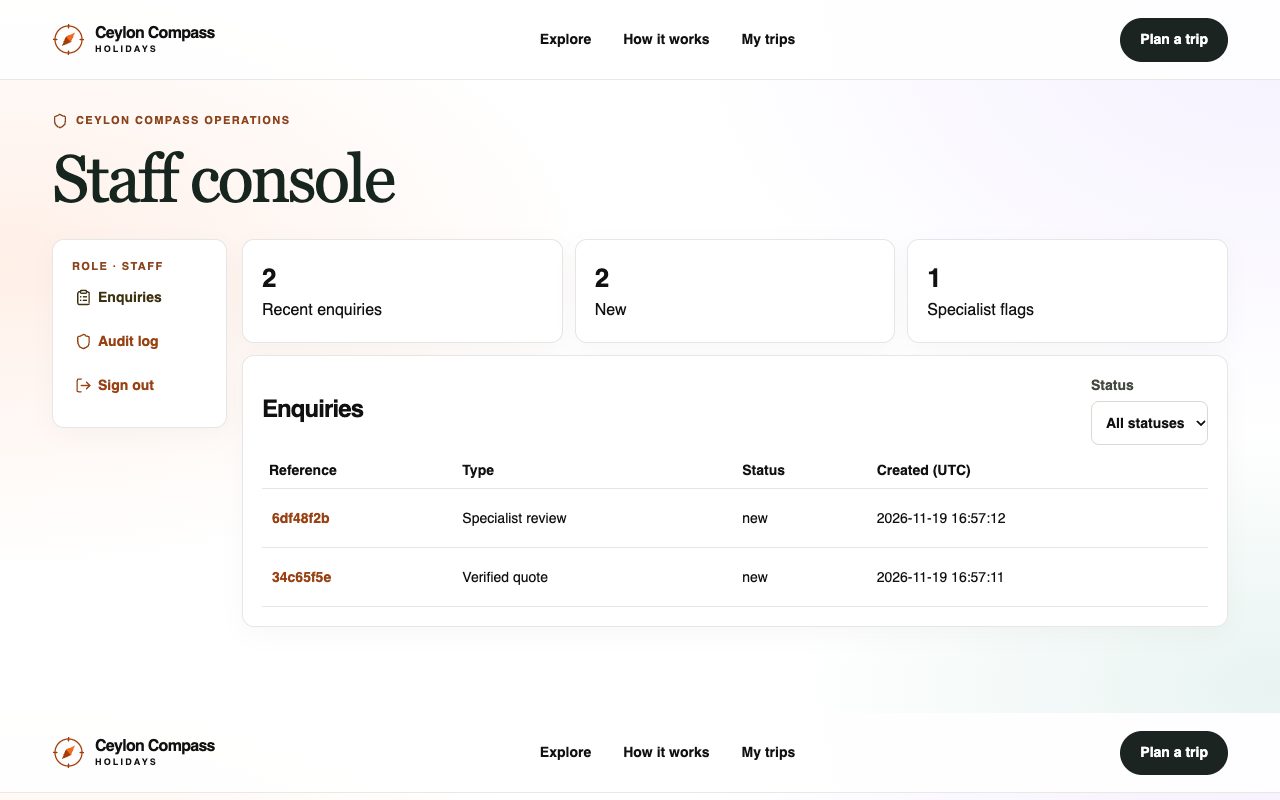 Ceylon Compass
HOLIDAYS
Explore How it works My trips
Plan a trip
CEYLON COMPASS OPERATIONS
Staff console
ROLE · STAFF
Enquiries
Audit log
Sign out
2
Recent enquiries
2
New
1
Specialist flags
Enquiries
Status
All statuses
Reference Type Status Created (UTC)
6df48f2b Specialist review new 2026-11-19 16:57:12
34c65f5e Verified quote new 2026-11-19 16:57:11
Ceylon Compass
HOLIDAYS
Explore How it works My trips
Plan a trip